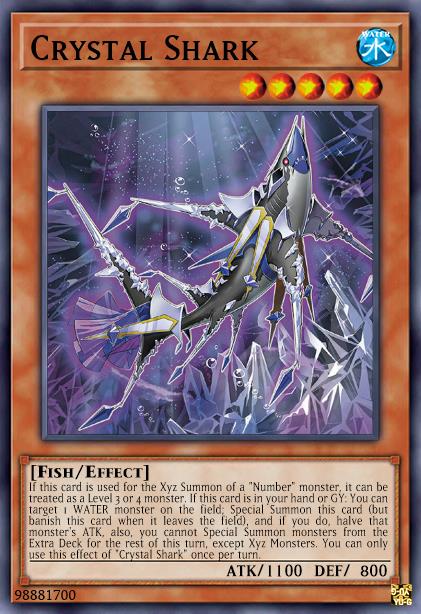 Crystal Shark
WATER
水
[Fish/Effect]
If this card is used for the Xyz Summon of a "Number" monster, it can be
treated as a Level 3 or 4 monster. If this card is in your hand or GY: You can
target 1 WATER monster on the field; Special Summon this card (but
banish this card when it leaves the field), and if you do, halve that
monster's ATK, also, you cannot Special Summon monsters from the
Extra Deck for the rest of this turn, except Xyz Monsters. You can only
use this effect of "Crystal Shark" once per turn.
ATK/1100 DEF/ 800
98881700